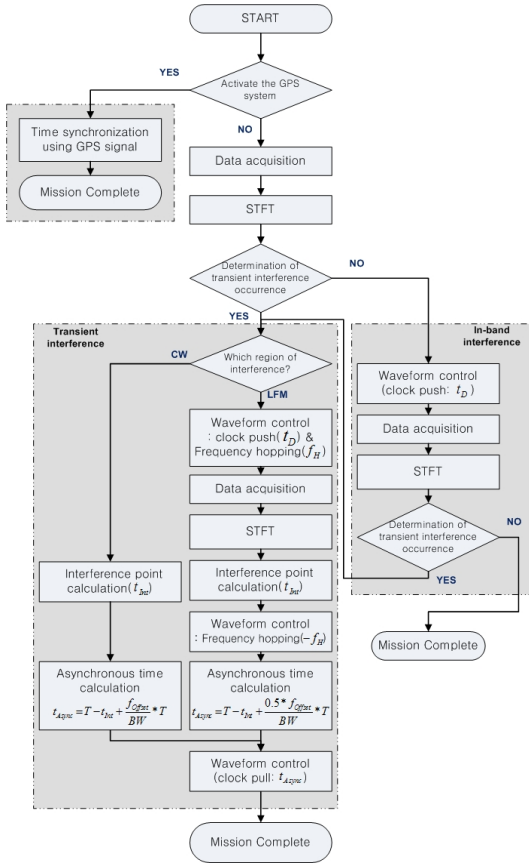 START
YES
Activate the GPS
system
NO
Time synchronization
using GPS signal
Mission Complete
Data acquisition
STFT
Determination of
transient interference
occurrence
NO
YES
Transient
interference
CW
Which region of
interference?
LFM
Waveform control
: clock push(t_D) &
Frequency hopping(f_H)
Data acquisition
STFT
Interference point
calculation(t_Int)
Interference point
calculation(t_Int)
Waveform control
: Frequency hopping(-f_H)
Asynchronous time
calculation
t_Async = T - t_Int + f_Offset/BW * T
Asynchronous time
calculation
t_Async = T - t_Int + 0.5* f_Offset/BW * T
Waveform control
(clock pull: t_Async)
Mission Complete
In-band
interference
Waveform control
(clock push: t_D)
Data acquisition
STFT
Determination of
transient interference
occurrence
NO
YES
Mission Complete